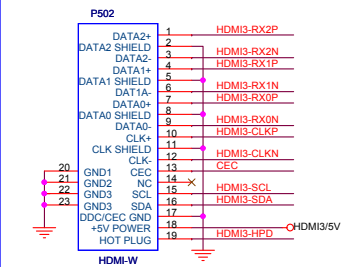 P502
DATA2+ 1 HDMI3-RX2P
DATA2 SHIELD 2
DATA2- 3 HDMI3-RX2N
DATA1+ 4 HDMI3-RX1P
DATA1 SHIELD 5
DATA1A- 6 HDMI3-RX1N
DATA0+ 7 HDMI3-RX0P
DATA0 SHIELD 8
DATA0- 9 HDMI3-RX0N
CLK+ 10 HDMI3-CLKP
CLK SHIELD 11
CLK- 12 HDMI3-CLKN
20 GND1 CEC 13 CEC
21 GND2 NC 14
22 GND3 SCL 15 HDMI3-SCL
23 GND3 SDA 16 HDMI3-SDA
DDC/CEC GND 17
+5V POWER 18 HDMI3/5V
HOT PLUG 19 HDMI3-HPD
HDMI-W